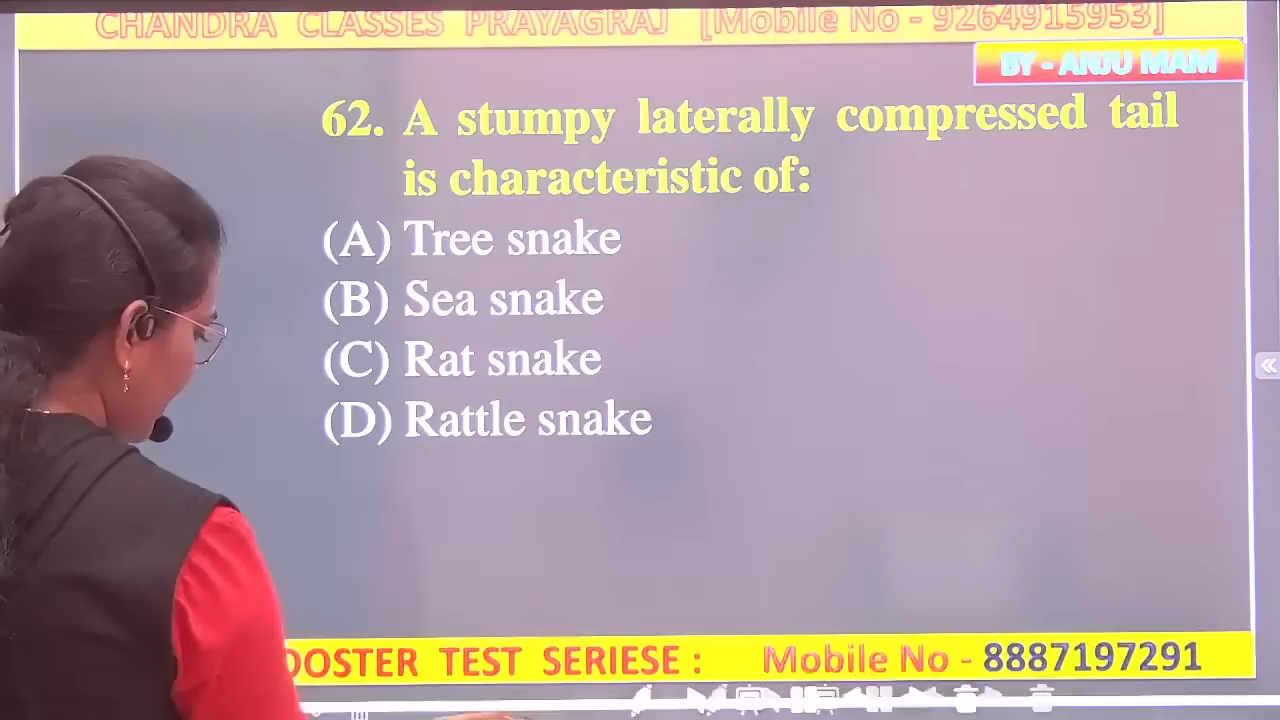 CHANDRA CLASSES PRAYAGRAJ [Mobile No - 9264915953]
BY - ANJU MAM
62. A stumpy laterally compressed tail
is characteristic of:
(A) Tree snake
(B) Sea snake
(C) Rat snake
(D) Rattle snake
OOSTER TEST SERIESE : Mobile No - 8887197291